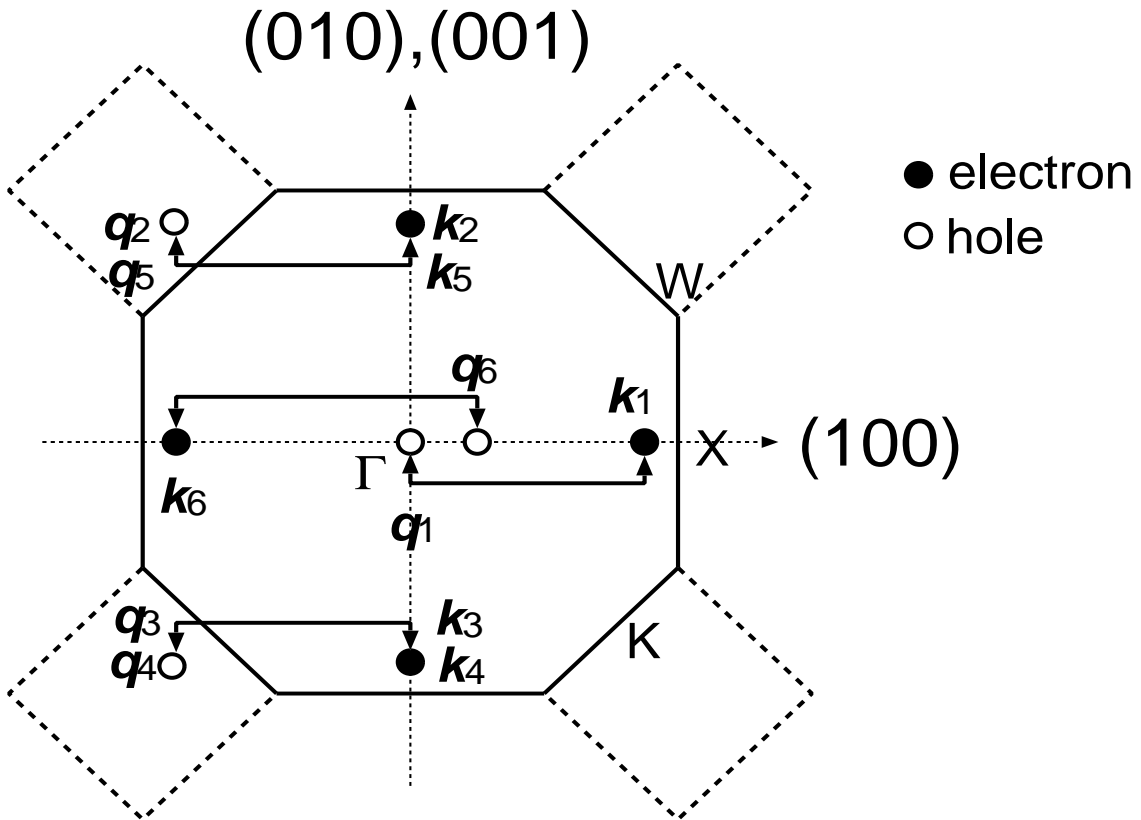 (010),(001)
electron
hole
q2
k2
q5
k5
W
q6
k1
(100)
X
Γ
k6
q1
q3
k3
K
q4
k4